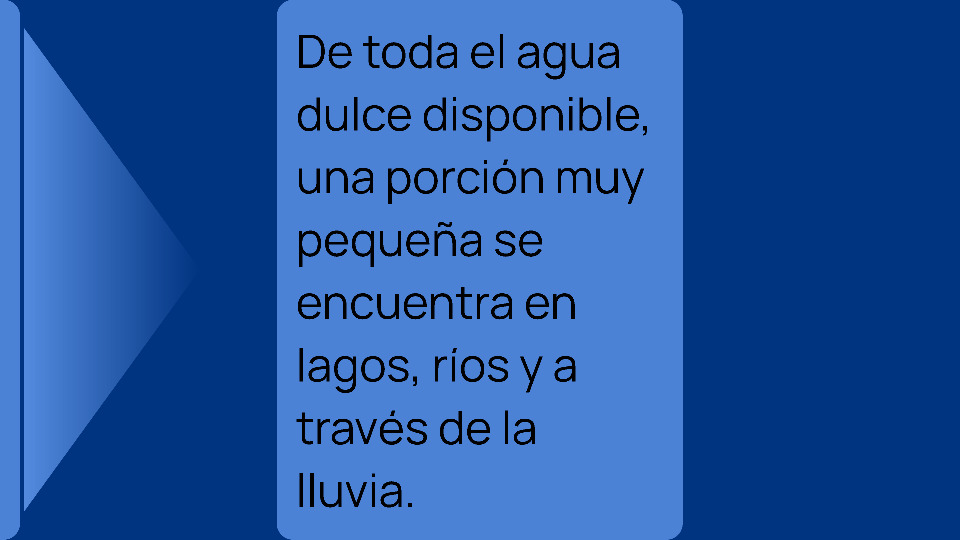 De toda el agua
dulce disponible,
una porción muy
pequeña se
encuentra en
lagos, ríos y a
través de la
lluvia.